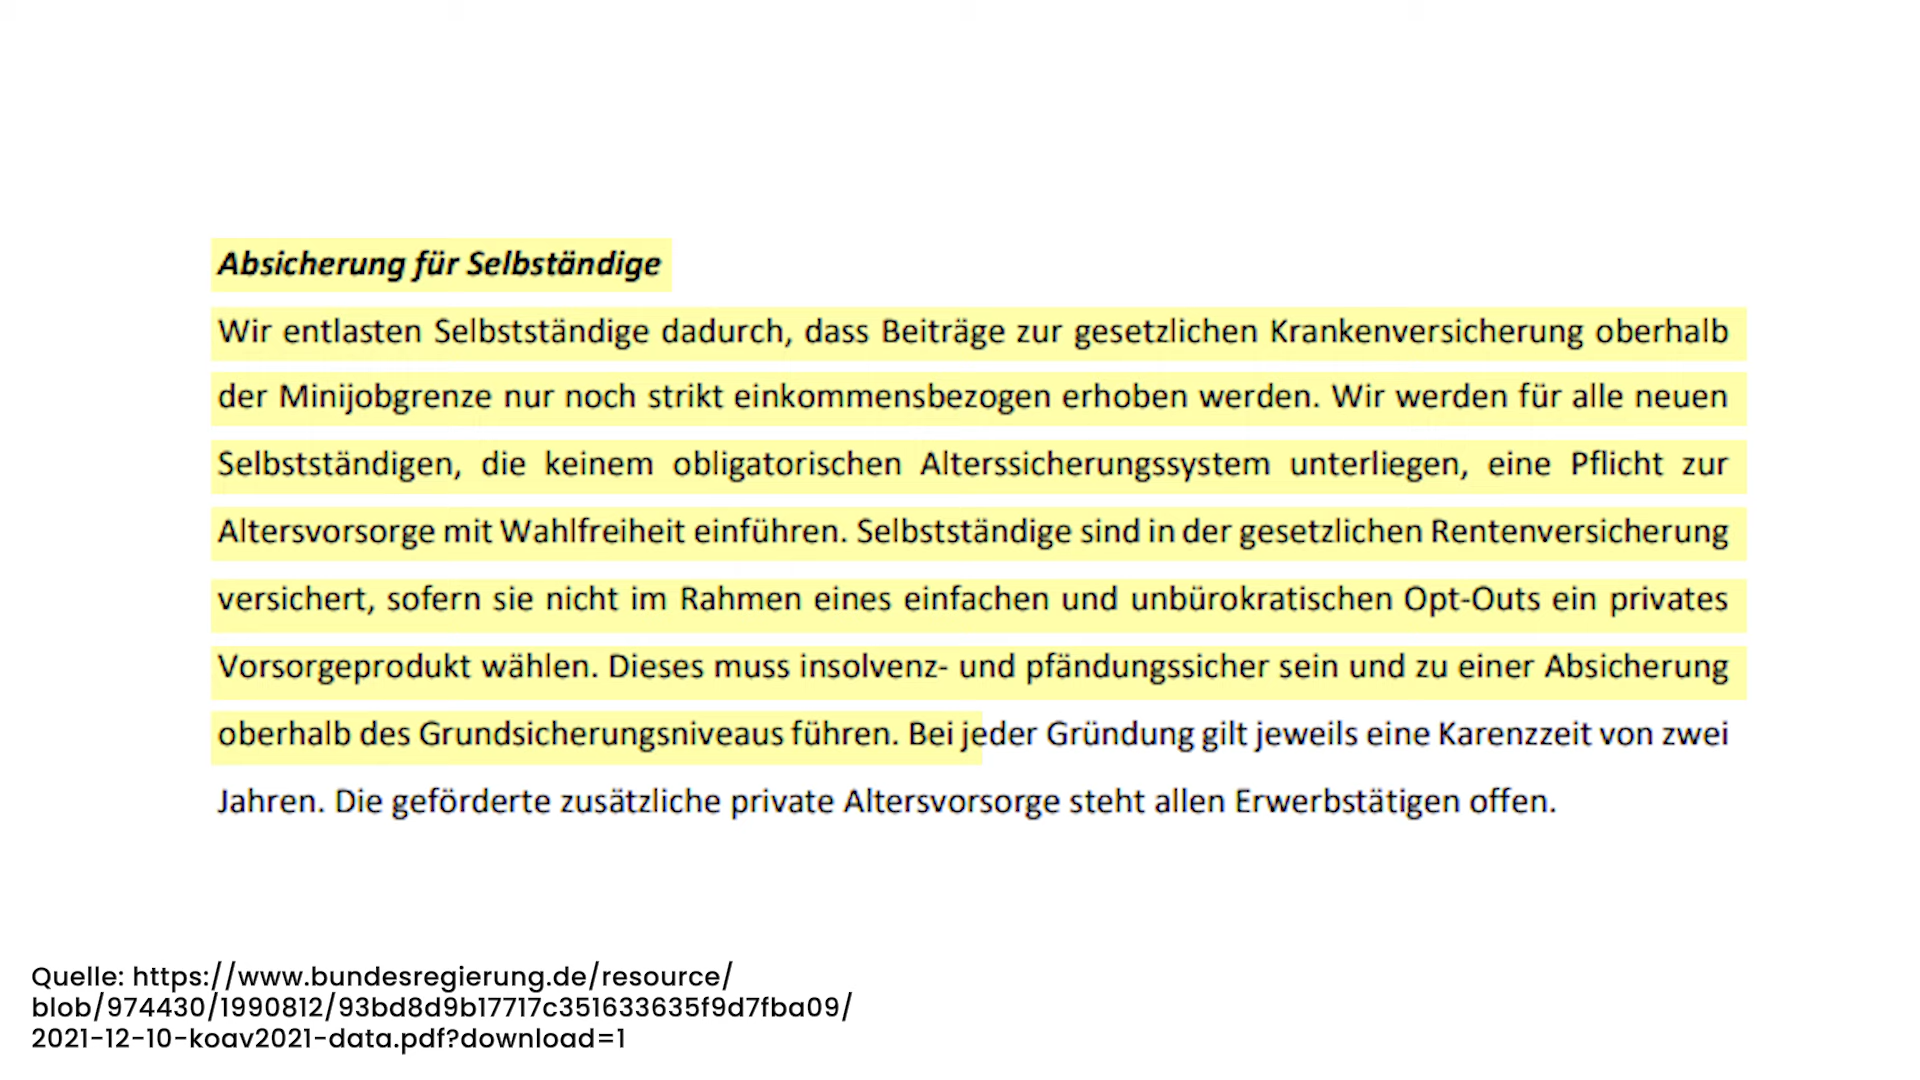 Absicherung für Selbständige
Wir entlasten Selbstständige dadurch, dass Beiträge zur gesetzlichen Krankenversicherung oberhalb
der Minijobgrenze nur noch strikt einkommensbezogen erhoben werden. Wir werden für alle neuen
Selbstständigen, die keinem obligatorischen Alterssicherungssystem unterliegen, eine Pflicht zur
Altersvorsorge mit Wahlfreiheit einführen. Selbstständige sind in der gesetzlichen Rentenversicherung
versichert, sofern sie nicht im Rahmen eines einfachen und unbürokratischen Opt-Outs ein privates
Vorsorgeprodukt wählen. Dieses muss insolvenz- und pfändungssicher sein und zu einer Absicherung
oberhalb des Grundsicherungsniveaus führen. Bei jeder Gründung gilt jeweils eine Karenzzeit von zwei
Jahren. Die geförderte zusätzliche private Altersvorsorge steht allen Erwerbstätigen offen.
Quelle: https://www.bundesregierung.de/resource/
blob/974430/1990812/93bd8d9b17717c351633635f9d7fba09/
2021-12-10-koav2021-data.pdf?download=1